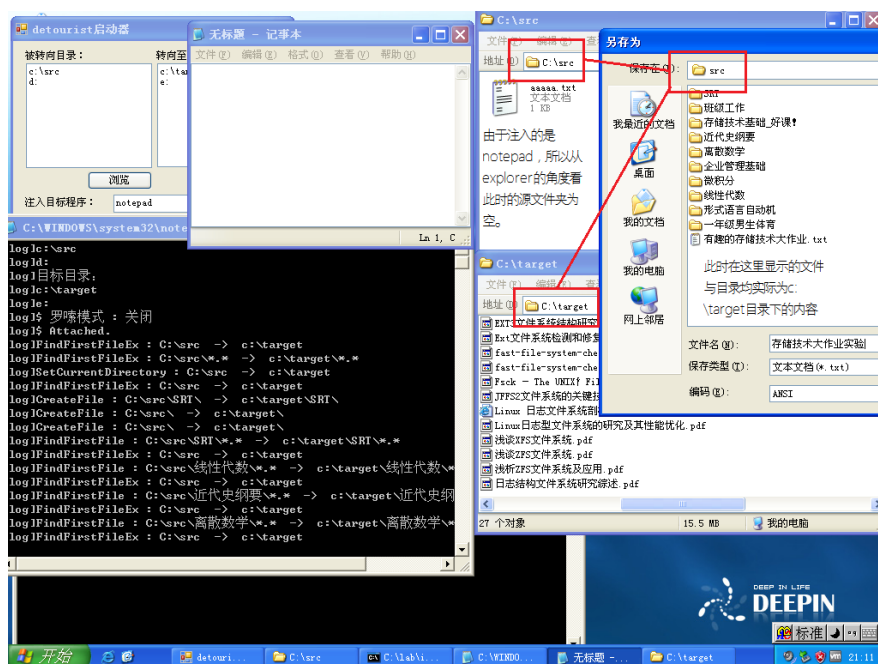 detourist启动器
被转向目录：
转向至
c:\src
d:
c:\ta
e:
浏览
注入目标程序：
notepad
无标题 - 记事本
文件(F) 编辑(E) 格式(O) 查看(V) 帮助(H)
Ln 1, C
C:\WINDOWS\system32\note
log]c:\src
log]d:
log]目标目录：
log]c:\target
log]e:
log]$ 罗嗦模式 : 关闭
log]$ Attached.
log]FindFirstFileEx : C:\src -> c:\target
log]FindFirstFileEx : C:\src\*.* -> c:\target\*.*
log]SetCurrentDirectory : C:\src -> c:\target
log]FindFirstFileEx : C:\src -> c:\target
log]CreateFile : C:\src\SRT\ -> c:\target\SRT\
log]CreateFile : C:\src\ -> c:\target\
log]CreateFile : C:\src\ -> c:\target\
log]FindFirstFile : C:\src\SRT\*.* -> c:\target\SRT\*.*
log]FindFirstFileEx : C:\src -> c:\target
log]FindFirstFile : C:\src\线性代数\*.* -> c:\target\线性代数\*
log]FindFirstFileEx : C:\src -> c:\target
log]FindFirstFile : C:\src\近代史纲要\*.* -> c:\target\近代史纲
log]FindFirstFileEx : C:\src -> c:\target
log]FindFirstFile : C:\src\离散数学\*.* -> c:\target\离散数学\*
log]FindFirstFileEx : C:\src -> c:\target
C:\src
文件(F) 编辑(E) 查
地址(D) C:\src
aaaaa.txt
文本文档
1 KB
由于注入的是
notepad，所以从
explorer的角度看
此时的源文件夹为
空。
C:\target
文件(F) 编辑(E) 查
地址(D) C:\target
EXT3文件系统结构研究
Ext文件系统检测和修复
fast-file-system-che
fast-file-system-che
Fsck - The UNIX† Fil
JFFS2文件系统的关键技
Linux 日志文件系统剖
Linux日志型文件系统的研究及其性能优化.pdf
浅谈XFS文件系统.pdf
浅谈ZFS文件系统.pdf
浅析ZFS文件系统及应用.pdf
日志结构文件系统研究综述.pdf
27 个对象
15.5 MB
我的电脑
另存为
保存在(I):
src
我最近的文档
桌面
我的文档
我的电脑
网上邻居
SRT
班级工作
存储技术基础_好课!
近代史纲要
离散数学
企业管理基础
微积分
线性代数
形式语言自动机
一年级男生体育
有趣的存储技术大作业.txt
此时在这里显示的文件
与目录均实际为c:
\target目录下的内容
文件名(N):
存储技术大作业实验
保存类型(T):
文本文档(*.txt)
编码(E):
ANSI
DEEP IN LIFE
DEEPIN
标准
开始
detouri...
C:\src
C:\lab\i...
C:\WINDO...
无标题 -...
C:\target
21:11